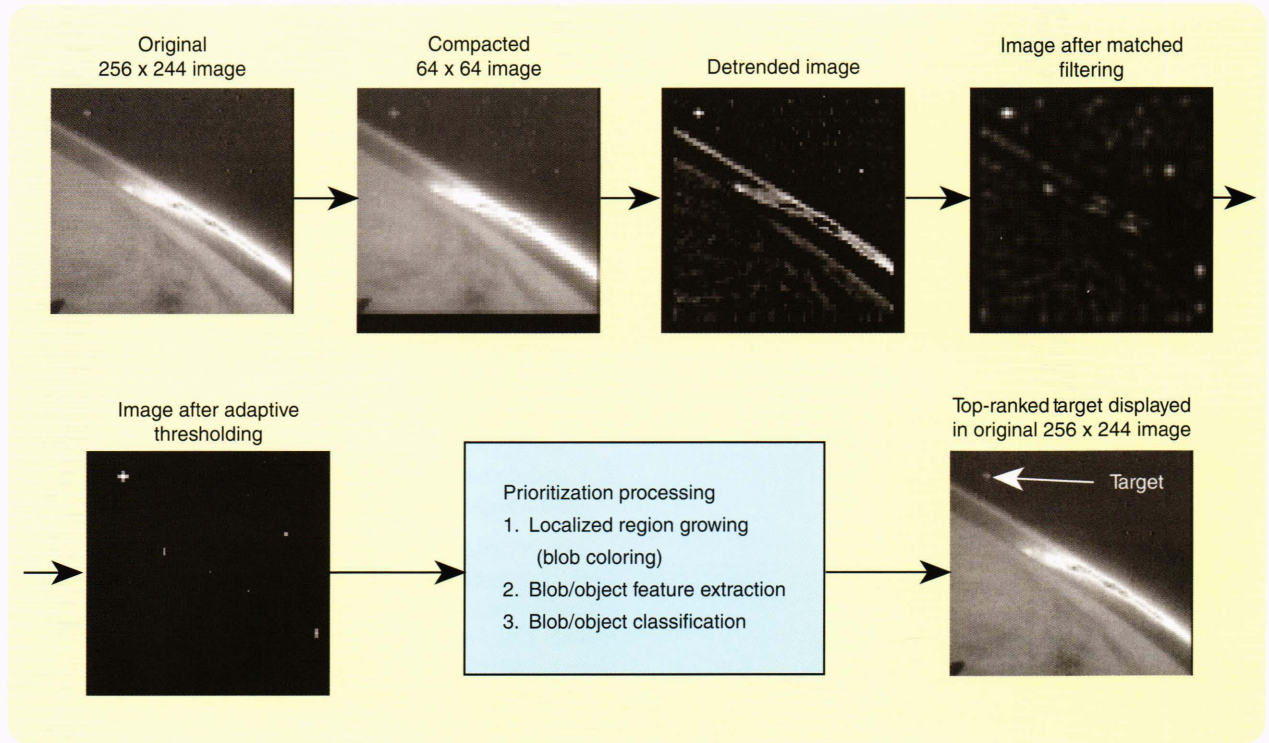 Original
256 x 244 image
Compacted
64 x 64 image
Detrended image
Image after matched
filtering
Image after adaptive
thresholding
Prioritization processing
1. Localized region growing
(blob coloring)
2. Blob/object feature extraction
3. Blob/object classification
Top-ranked target displayed
in original 256 x 244 image
Target